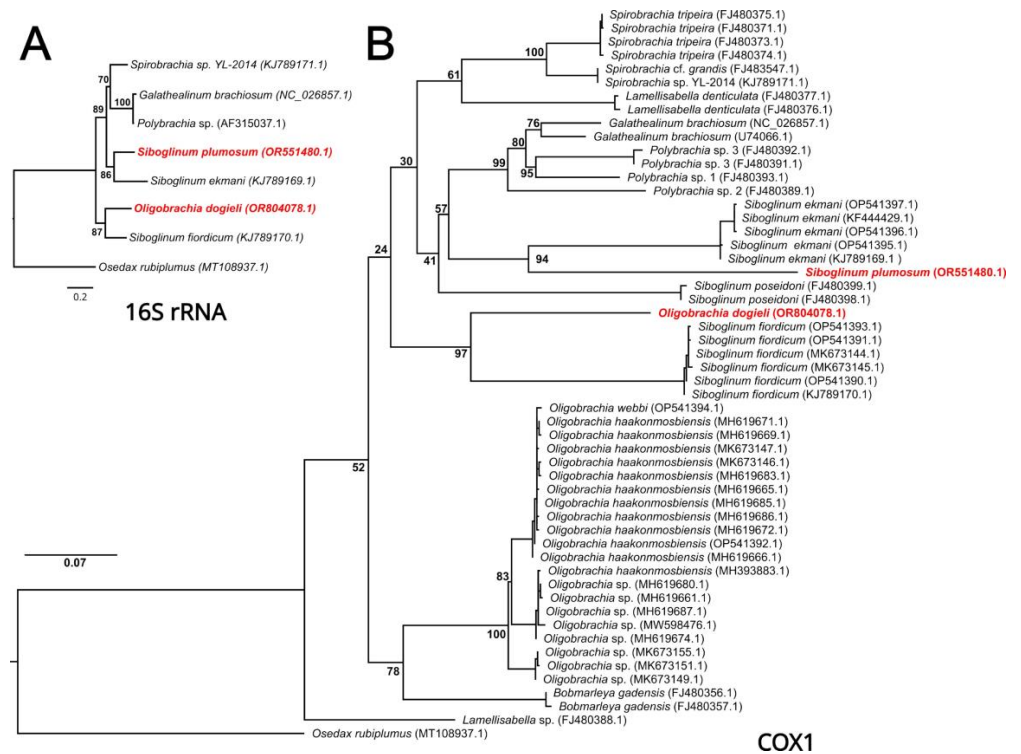 A
70
Spirobrachia sp. YL-2014 (KJ789171.1)
89
100
Galathealinum brachiosum (NC_026857.1)
Polybrachia sp. (AF315037.1)
Siboglinum plumosum (OR551480.1)
86
Siboglinum ekmani (KJ789169.1)
Oligobrachia dogieli (OR804078.1)
87
Siboglinum fiordicum (KJ789170.1)
Osedax rubiplumus (MT108937.1)
0.2
16S rRNA
B
Spirobrachia tripeira (FJ480375.1)
Spirobrachia tripeira (FJ480371.1)
Spirobrachia tripeira (FJ480373.1)
100
Spirobrachia tripeira (FJ480374.1)
Spirobrachia cf. grandis (FJ483547.1)
61
Spirobrachia sp. YL-2014 (KJ789171.1)
Lamellisabella denticulata (FJ480377.1)
Lamellisabella denticulata (FJ480376.1)
76
Galathealinum brachiosum (NC_026857.1)
Galathealinum brachiosum (U74066.1)
80
Polybrachia sp. 3 (FJ480392.1)
30
99
Polybrachia sp. 3 (FJ480391.1)
95
Polybrachia sp. 1 (FJ480393.1)
Polybrachia sp. 2 (FJ480389.1)
57
Siboglinum ekmani (OP541397.1)
Siboglinum ekmani (KF444429.1)
Siboglinum ekmani (OP541396.1)
24
Siboglinum ekmani (OP541395.1)
41
94
Siboglinum ekmani (KJ789169.1)
Siboglinum plumosum (OR551480.1)
Siboglinum poseidoni (FJ480399.1)
Siboglinum poseidoni (FJ480398.1)
Oligobrachia dogieli (OR804078.1)
Siboglinum fiordicum (OP541393.1)
Siboglinum fiordicum (OP541391.1)
97
Siboglinum fiordicum (MK673144.1)
Siboglinum fiordicum (MK673145.1)
Siboglinum fiordicum (OP541390.1)
Siboglinum fiordicum (KJ789170.1)
Oligobrachia webbi (OP541394.1)
Oligobrachia haakonmosbiensis (MH619671.1)
Oligobrachia haakonmosbiensis (MH619669.1)
Oligobrachia haakonmosbiensis (MK673147.1)
52
Oligobrachia haakonmosbiensis (MK673146.1)
Oligobrachia haakonmosbiensis (MH619683.1)
Oligobrachia haakonmosbiensis (MH619665.1)
Oligobrachia haakonmosbiensis (MH619685.1)
Oligobrachia haakonmosbiensis (MH619686.1)
Oligobrachia haakonmosbiensis (MH619672.1)
Oligobrachia haakonmosbiensis (OP541392.1)
Oligobrachia haakonmosbiensis (MH619666.1)
0.07
Oligobrachia haakonmosbiensis (MH393883.1)
83
Oligobrachia sp. (MH619680.1)
Oligobrachia sp. (MH619661.1)
Oligobrachia sp. (MH619687.1)
Oligobrachia sp. (MW598476.1)
100
Oligobrachia sp. (MH619674.1)
Oligobrachia sp. (MK673155.1)
78
Oligobrachia sp. (MK673151.1)
Oligobrachia sp. (MK673149.1)
Bobmarleya gadensis (FJ480356.1)
Bobmarleya gadensis (FJ480357.1)
Lamellisabella sp. (FJ480388.1)
Osedax rubiplumus (MT108937.1)
COX1